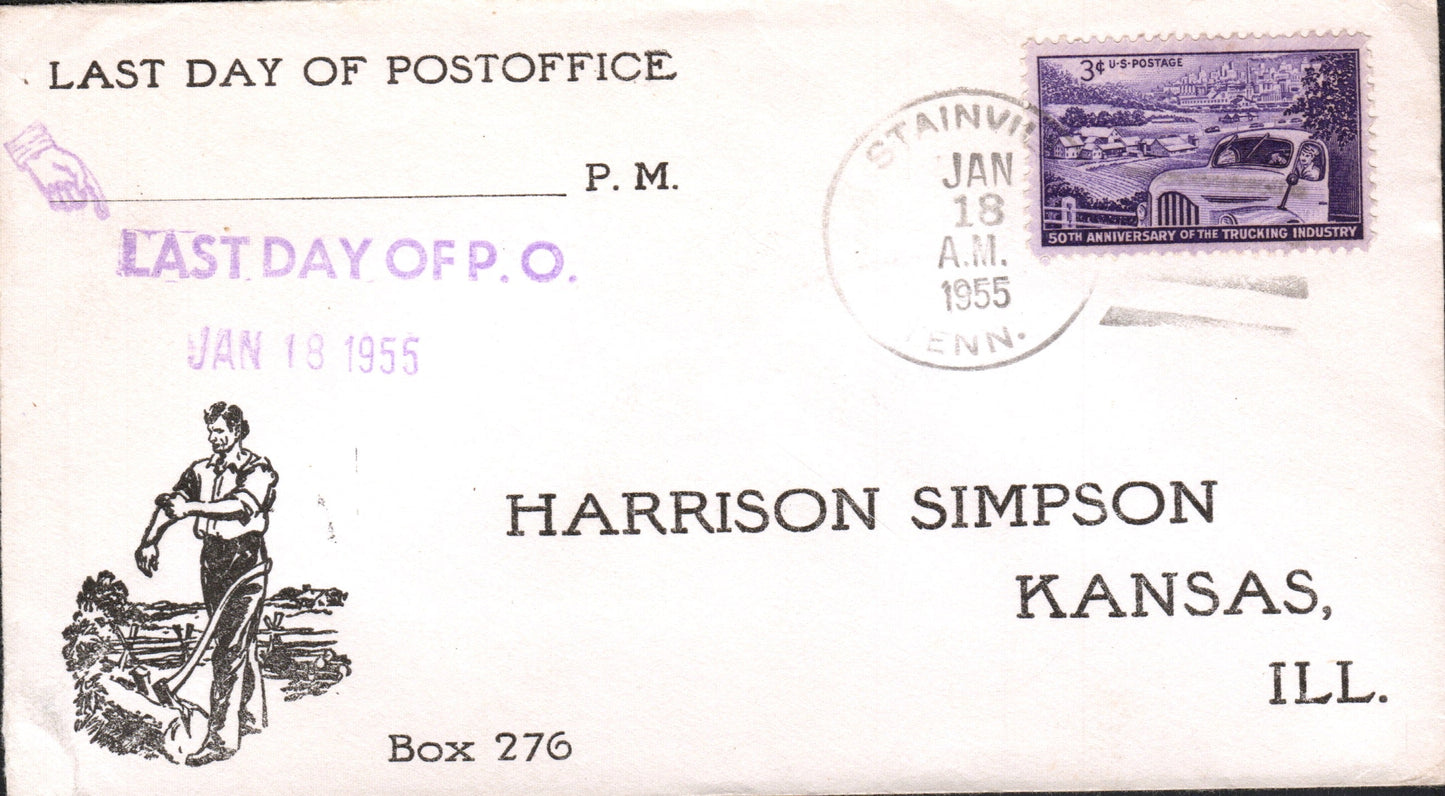 LAST DAY OF POSTOFFICE
P. M.
LAST DAY OF P. O.
JAN 18 1955
3¢ U·S·POSTAGE
50TH ANNIVERSARY OF THE TRUCKING INDUSTRY
STAINVIL
JAN
18
A.M.
1955
ENN.
HARRISON SIMPSON
KANSAS,
ILL.
Box 276